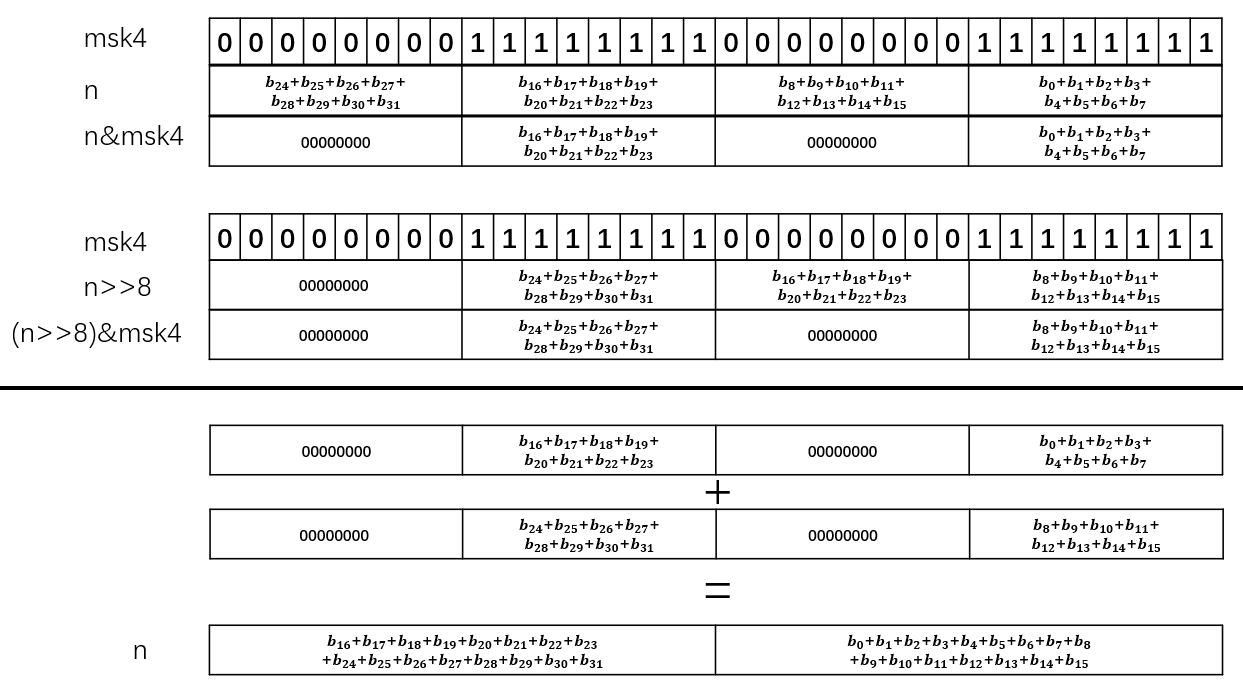 msk4 0 0 0 0 0 0 0 0 1 1 1 1 1 1 1 1 0 0 0 0 0 0 0 0 1 1 1 1 1 1 1 1
n b₂₄+b₂₅+b₂₆+b₂₇+ b₁₆+b₁₇+b₁₈+b₁₉+ b₈+b₉+b₁₀+b₁₁+ b₀+b₁+b₂+b₃+
b₂₈+b₂₉+b₃₀+b₃₁ b₂₀+b₂₁+b₂₂+b₂₃ b₁₂+b₁₃+b₁₄+b₁₅ b₄+b₅+b₆+b₇
n&msk4 00000000 b₁₆+b₁₇+b₁₈+b₁₉+ 00000000 b₀+b₁+b₂+b₃+
b₂₀+b₂₁+b₂₂+b₂₃ b₄+b₅+b₆+b₇
msk4 0 0 0 0 0 0 0 0 1 1 1 1 1 1 1 1 0 0 0 0 0 0 0 0 1 1 1 1 1 1 1 1
n>>8 00000000 b₂₄+b₂₅+b₂₆+b₂₇+ b₁₆+b₁₇+b₁₈+b₁₉+ b₈+b₉+b₁₀+b₁₁+
b₂₈+b₂₉+b₃₀+b₃₁ b₂₀+b₂₁+b₂₂+b₂₃ b₁₂+b₁₃+b₁₄+b₁₅
(n>>8)&msk4 00000000 b₂₄+b₂₅+b₂₆+b₂₇+ 00000000 b₈+b₉+b₁₀+b₁₁+
b₂₈+b₂₉+b₃₀+b₃₁ b₁₂+b₁₃+b₁₄+b₁₅
00000000 b₁₆+b₁₇+b₁₈+b₁₉+ 00000000 b₀+b₁+b₂+b₃+
b₂₀+b₂₁+b₂₂+b₂₃ b₄+b₅+b₆+b₇
+
00000000 b₂₄+b₂₅+b₂₆+b₂₇+ 00000000 b₈+b₉+b₁₀+b₁₁+
b₂₈+b₂₉+b₃₀+b₃₁ b₁₂+b₁₃+b₁₄+b₁₅
=
n b₁₆+b₁₇+b₁₈+b₁₉+b₂₀+b₂₁+b₂₂+b₂₃ b₀+b₁+b₂+b₃+b₄+b₅+b₆+b₇+b₈
+b₂₄+b₂₅+b₂₆+b₂₇+b₂₈+b₂₉+b₃₀+b₃₁ +b₉+b₁₀+b₁₁+b₁₂+b₁₃+b₁₄+b₁₅